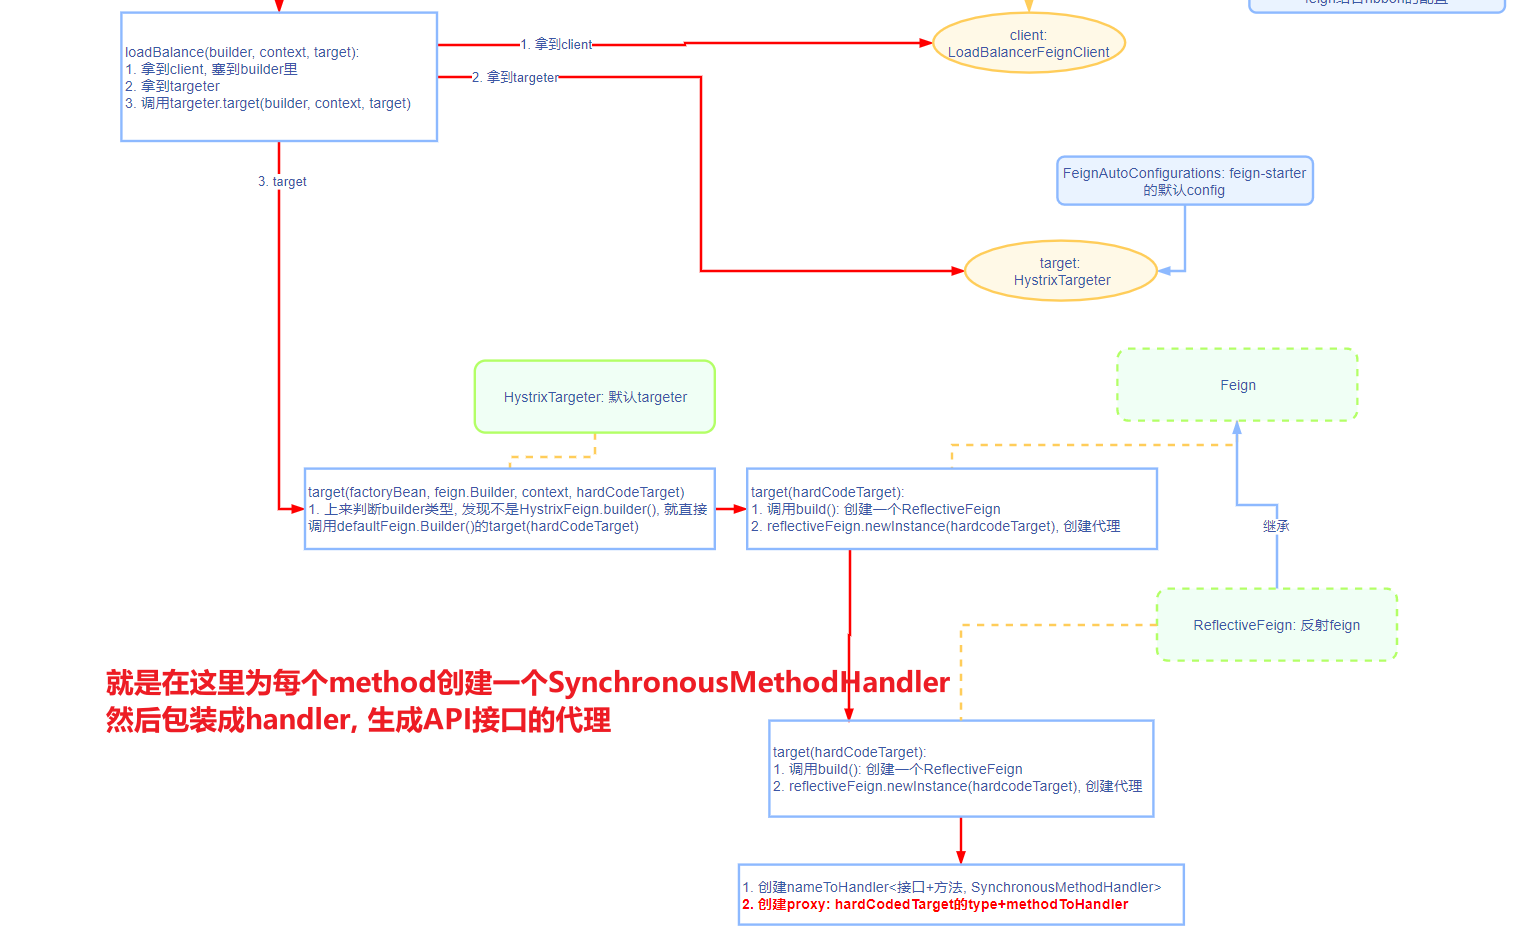 feign结合ribbon的配置
loadBalance(builder, context, target):
1. 拿到client, 塞到builder里
2. 拿到targeter
3. 调用targeter.target(builder, context, target)
1. 拿到client
2. 拿到targeter
client:
LoadBalancerFeignClient
3. target
FeignAutoConfigurations: feign-starter
的默认config
target:
HystrixTargeter
HystrixTargeter: 默认targeter
Feign
target(factoryBean, feign.Builder, context, hardCodeTarget)
1. 上来判断builder类型, 发现不是HystrixFeign.builder(), 就直接
调用defaultFeign.Builder()的target(hardCodeTarget)
target(hardCodeTarget):
1. 调用build(): 创建一个ReflectiveFeign
2. reflectiveFeign.newInstance(hardcodeTarget), 创建代理
继承
ReflectiveFeign: 反射feign
就是在这里为每个method创建一个SynchronousMethodHandler
然后包装成handler, 生成API接口的代理
target(hardCodeTarget):
1. 调用build(): 创建一个ReflectiveFeign
2. reflectiveFeign.newInstance(hardcodeTarget), 创建代理
1. 创建nameToHandler<接口+方法, SynchronousMethodHandler>
2. 创建proxy: hardCodedTarget的type+methodToHandler